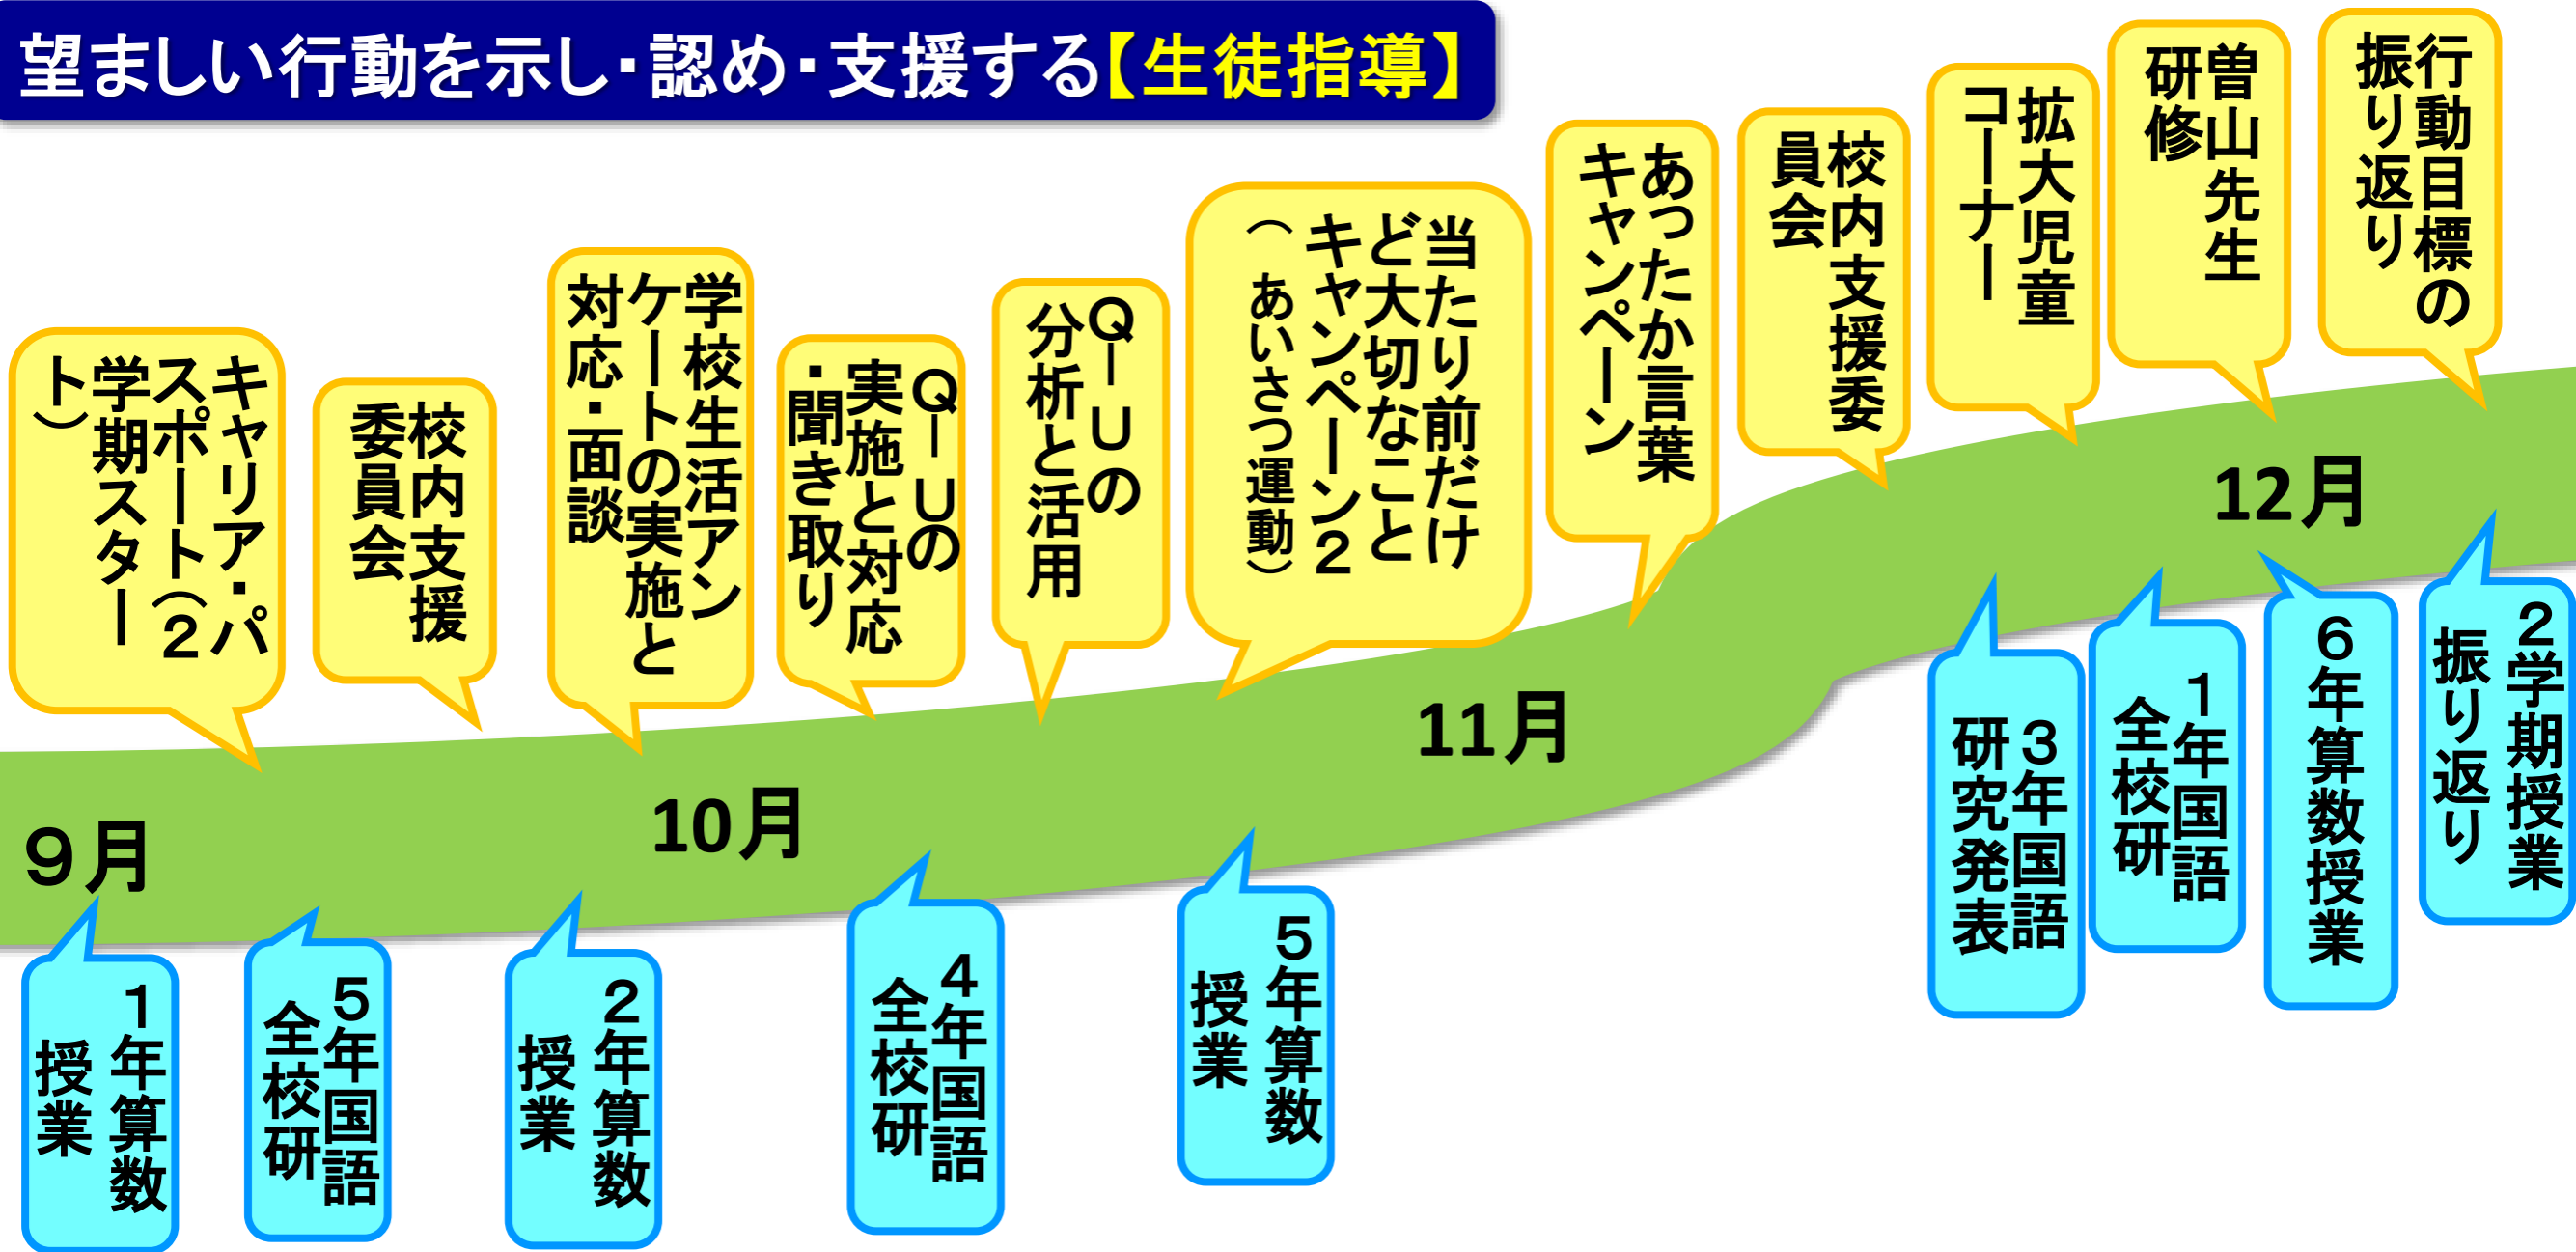 望ましい行動を示し・認め・支援する【生徒指導】
キャリア・パ
スポート（２
学期スター
ト）
校内支援
委員会
学校生活アン
ケートの実施と
対応・面談
Ｑ－Ｕの
実施と対応
・聞き取り
Ｑ－Ｕの
分析と活用
当たり前だけ
ど大切なこと
キャンペーン２
（あいさつ運動）
あったか言葉
キャンペーン
校内支援委
員会
拡大児童
コーナー
曽山先生
研修
行動目標の
振り返り
９月
10月
11月
12月
１年算数
授業
５年国語
全校研
２年算数
授業
４年国語
全校研
５年算数
授業
３年国語
研究発表
１年国語
全校研
６年算数授業
２学期授業
振り返り